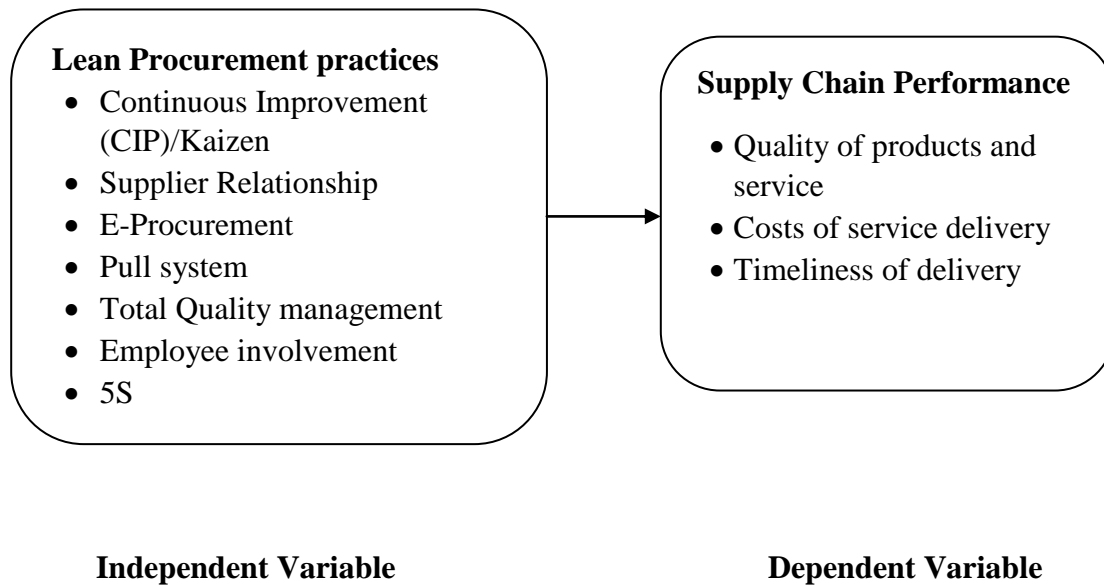 Lean Procurement practices
• Continuous Improvement
(CIP)/Kaizen
• Supplier Relationship
• E-Procurement
• Pull system
• Total Quality management
• Employee involvement
• 5S
Supply Chain Performance
• Quality of products and
service
• Costs of service delivery
• Timeliness of delivery
Independent Variable
Dependent Variable